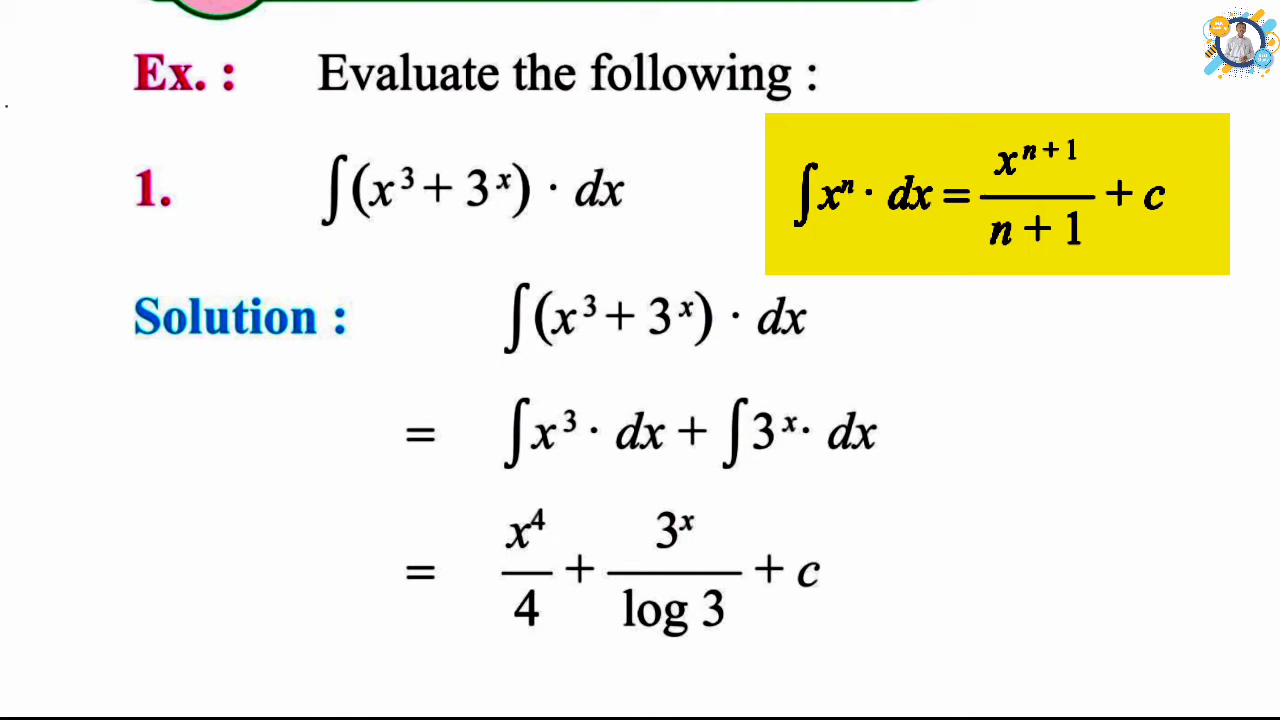 Ex. : Evaluate the following :
1. ∫(x³ + 3ˣ) · dx
∫xⁿ · dx = xⁿ⁺¹ / n + 1 + c
Solution : ∫(x³ + 3ˣ) · dx
= ∫x³ · dx + ∫3ˣ · dx
= x⁴ / 4 + 3ˣ / log 3 + c